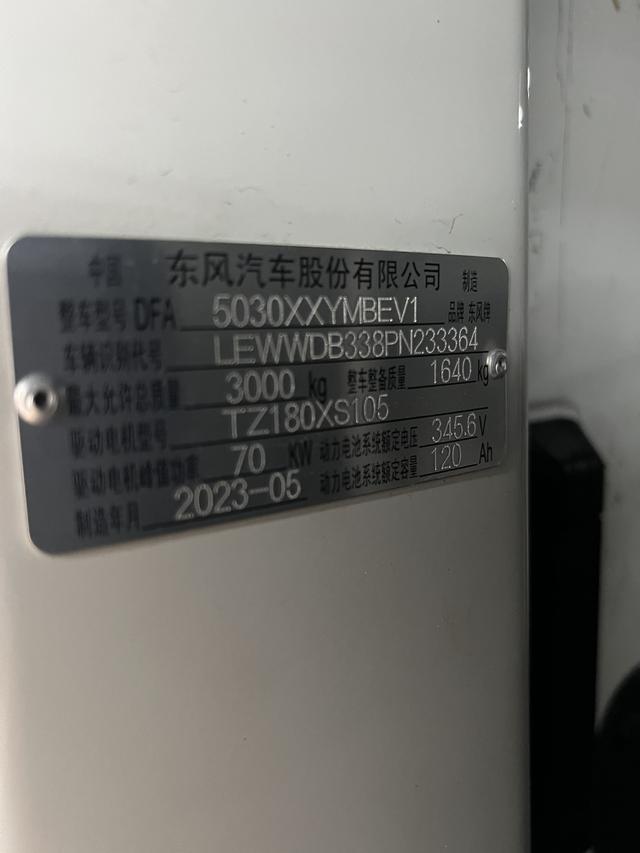 中国 东风汽车股份有限公司 制造
整车型号 DFA 5030XXYMBEV1 品牌 东风牌
车辆识别代号 LEWWDB338PN233364
最大允许总质量 3000 kg 整车整备质量 1640 kg
驱动电机型号 TZ180XS105
驱动电机峰值功率 70 KW 动力电池系统额定电压 345.6 V
制造年月 2023-05 动力电池系统额定容量 120 Ah